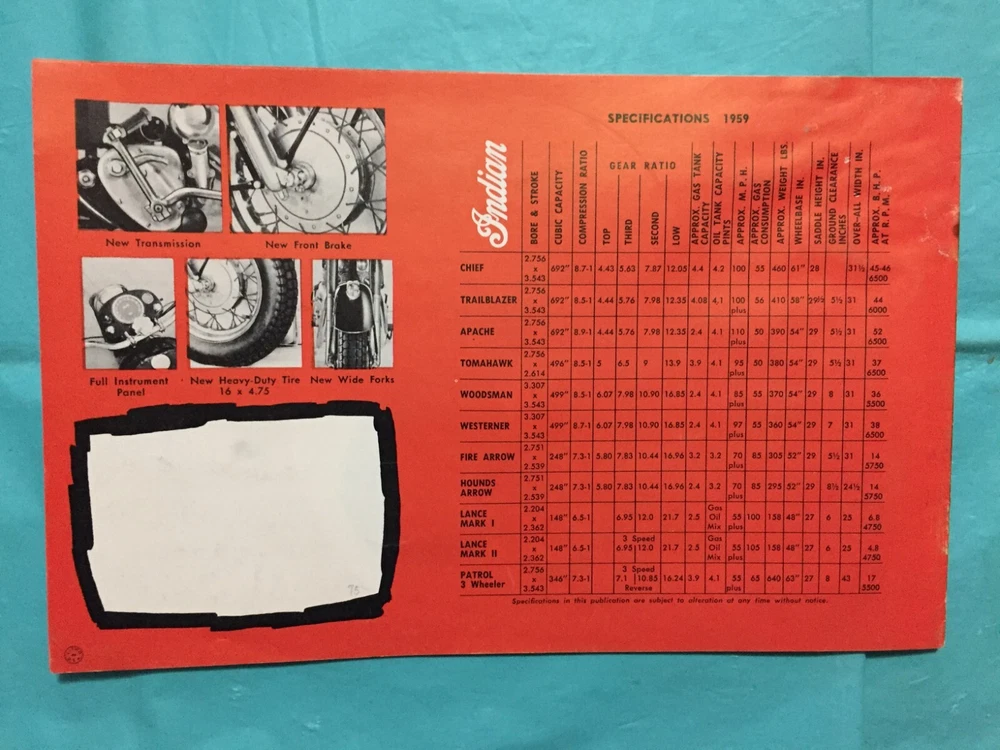 New Transmission
New Front Brake
Full Instrument
Panel
New Heavy-Duty Tire
16 x 4.75
New Wide Forks
75
SPECIFICATIONS 1959
Indian
BORE & STROKE
CUBIC CAPACITY
COMPRESSION RATIO
GEAR RATIO
TOP
THIRD
SECOND
LOW
APPROX. GAS TANK
CAPACITY
OIL TANK CAPACITY
PINTS
APPROX. M. P. H.
APPROX. GAS
CONSUMPTION
APPROX. WEIGHT LBS.
WHEELBASE IN.
SADDLE HEIGHT IN.
GROUND CLEARANCE
INCHES
OVER-ALL WIDTH IN.
APPROX. B. H. P.
AT R. P. M.
CHIEF 2.756 x 3.543 692" 8.7-1 4.43 5.63 7.87 12.05 4.4 4.2 100 55 460 61" 28 31½ 45-46 6500
TRAILBLAZER 2.756 x 3.543 692" 8.5-1 4.44 5.76 7.98 12.35 4.08 4.1 100 plus 56 410 58" 29½ 5½ 31 44 6000
APACHE 2.756 x 3.543 692" 8.9-1 4.44 5.76 7.98 12.35 2.4 4.1 110 plus 50 390 54" 29 5½ 31 52 6500
TOMAHAWK 2.756 x 2.614 496" 8.5-1 5 6.5 9 13.9 3.9 4.1 95 plus 50 380 54" 29 5½ 31 37 6500
WOODSMAN 3.307 x 3.543 499" 8.5-1 6.07 7.98 10.90 16.85 2.4 4.1 85 plus 55 370 54" 29 8 31 36 5500
WESTERNER 3.307 x 3.543 499" 8.7-1 6.07 7.98 10.90 16.85 2.4 4.1 97 plus 55 360 54" 29 7 31 38 6500
FIRE ARROW 2.751 x 2.539 248" 7.3-1 5.80 7.83 10.44 16.96 3.2 3.2 70 plus 85 305 52" 29 5½ 31 14 5750
HOUNDS ARROW 2.751 x 2.539 248" 7.3-1 5.80 7.83 10.44 16.96 2.4 3.2 70 plus 85 295 52" 29 8½ 24½ 14 5750
LANCE MARK I 2.204 x 2.362 148" 6.5-1 6.95 12.0 21.7 2.5 Gas Oil Mix 55 plus 100 158 48" 27 6 25 6.8 4750
LANCE MARK II 2.204 x 2.362 148" 6.5-1 3 Speed 6.95 12.0 21.7 2.5 Gas Oil Mix 55 plus 105 158 48" 27 6 25 4.8 4750
PATROL 3 Wheeler 2.756 x 3.543 346" 7.3-1 3 Speed 7.1 10.85 Reverse 16.24 3.9 4.1 55 plus 65 640 63" 27 8 43 17 5500
Specifications in this publication are subject to alteration at any time without notice.